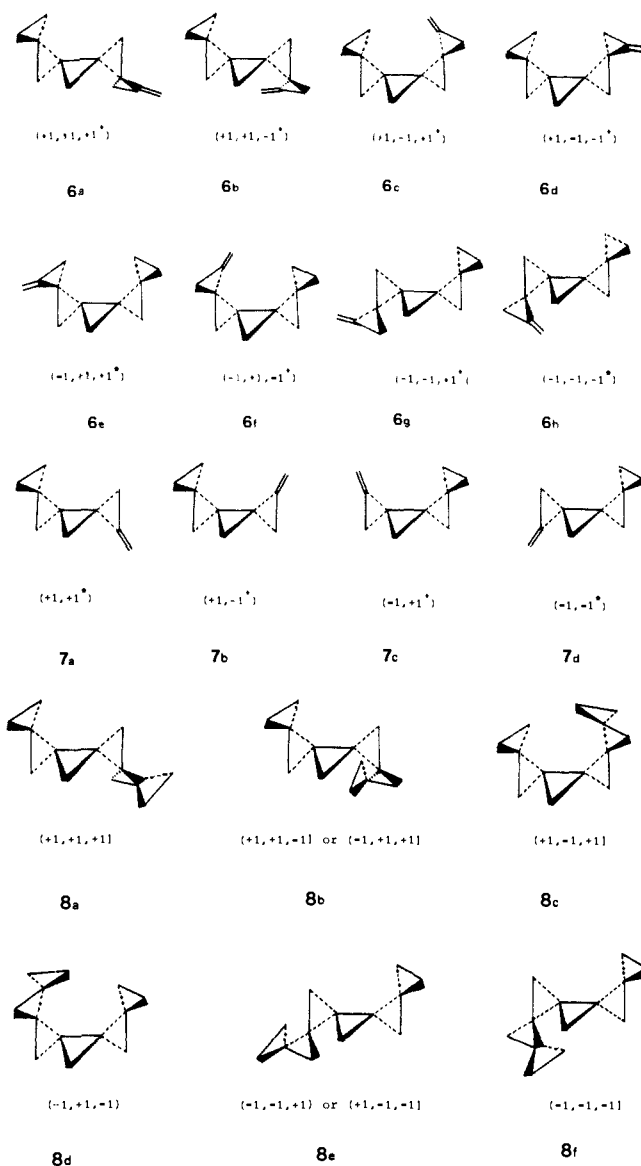 (+1,+1,+1*) (+1,+1,-1*) (+1,-1,+1*) (+1,-1,-1*)
6a 6b 6c 6d
(-1,+1,+1*) (-1,+1,-1*) (-1,-1,+1* (-1,-1,-1*)
6e 6f 6g 6h
(+1,+1*) (+1,-1*) (-1,+1*) (-1,-1*)
7a 7b 7c 7d
(+1,+1,+1] (+1,+1,-1] or (-1,+1,+1] (+1,-1,+1]
8a 8b 8c
(-1,+1,-1) (-1,-1,+1) or (+1,-1,-1] (-1,-1,-1]
8d 8e 8f